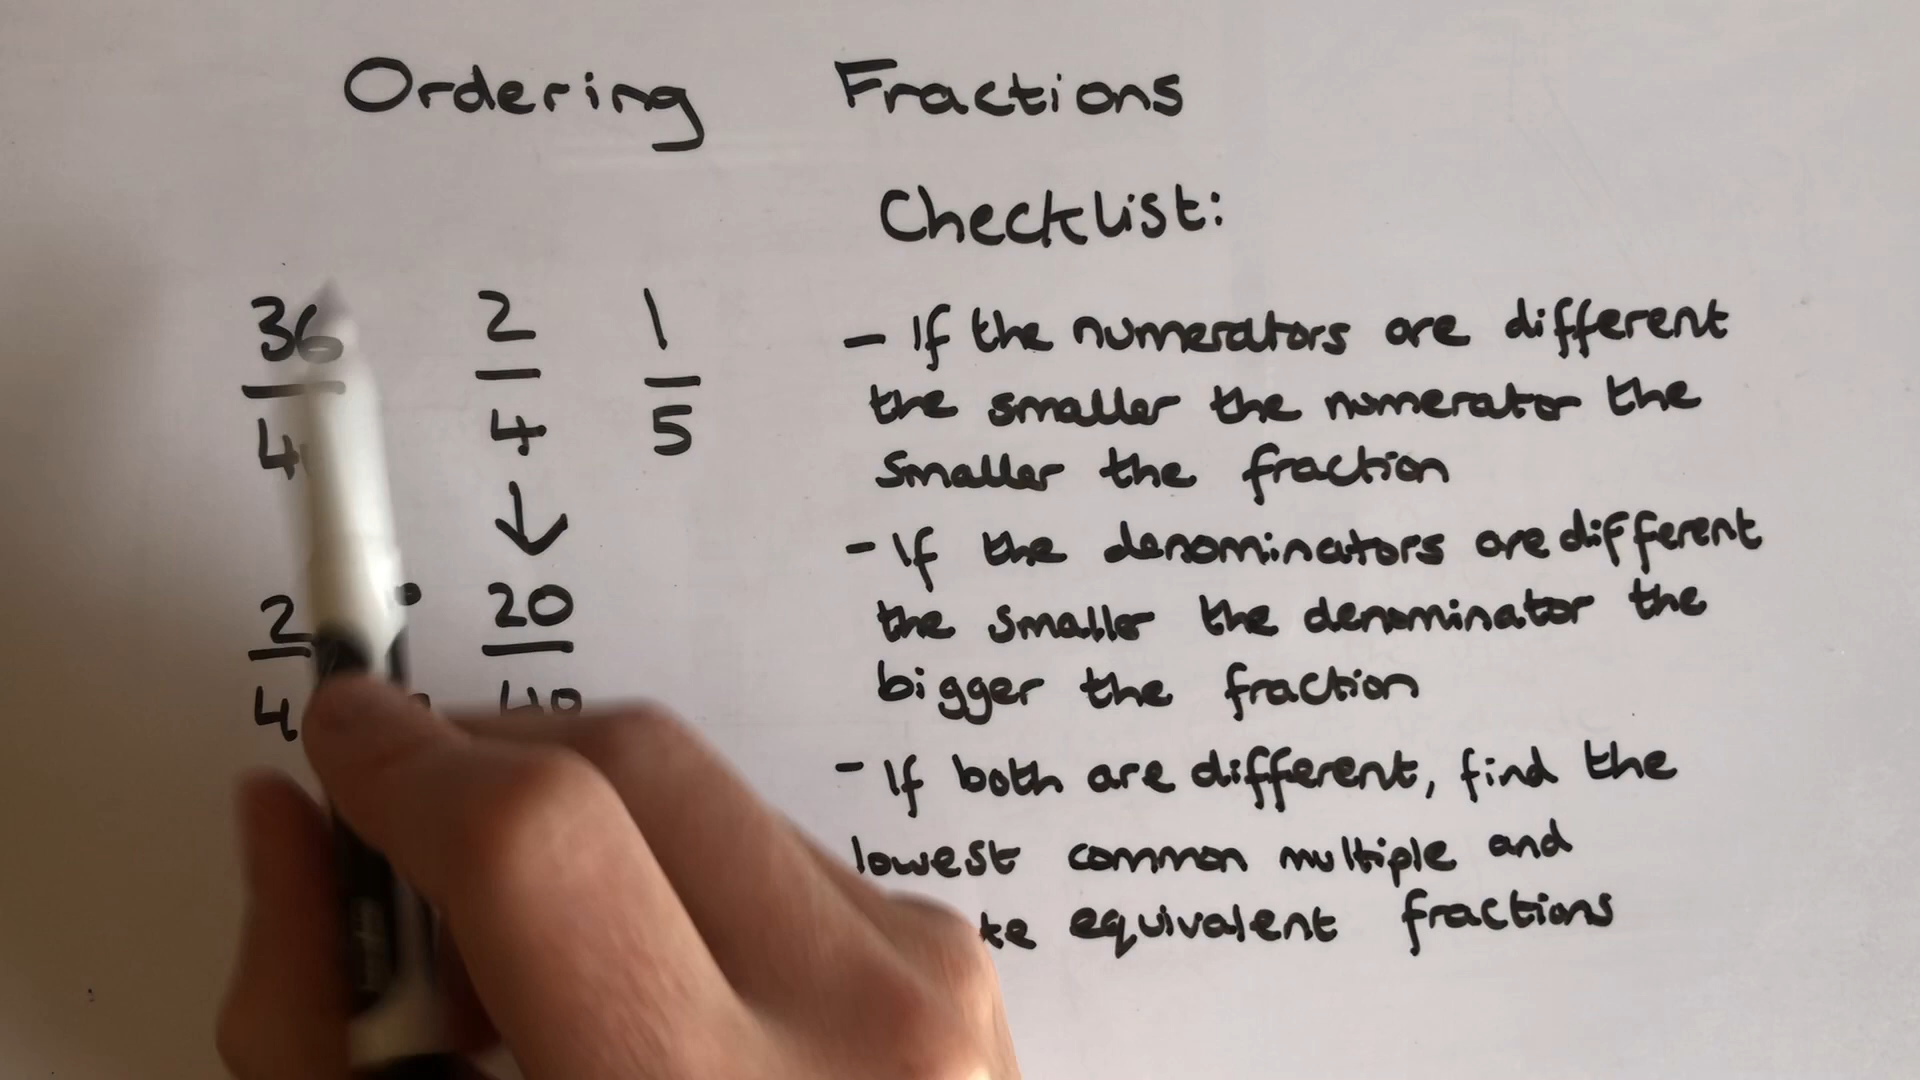 Ordering Fractions
Checklist:
36 2 1
4 4 5
2 20
4 40
- If the numerators are different
the smaller the numerator the
smaller the fraction
- If the denominators are different
the smaller the denominator the
bigger the fraction
- If both are different, find the
lowest common multiple and
equivalent fractions